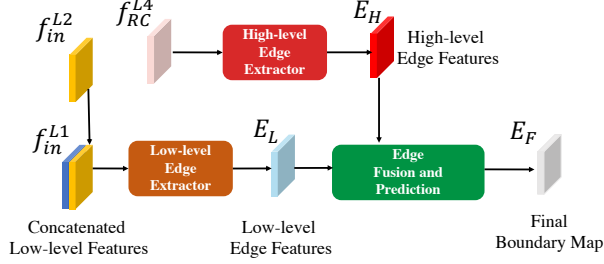 f_{in}^{L2}
f_{RC}^{L4}
High-level
Edge
Extractor
E_H
High-level
Edge Features
f_{in}^{L1}
Low-level
Edge
Extractor
E_L
Edge
Fusion and
Prediction
E_F
Concatenated
Low-level Features
Low-level
Edge Features
Final
Boundary Map